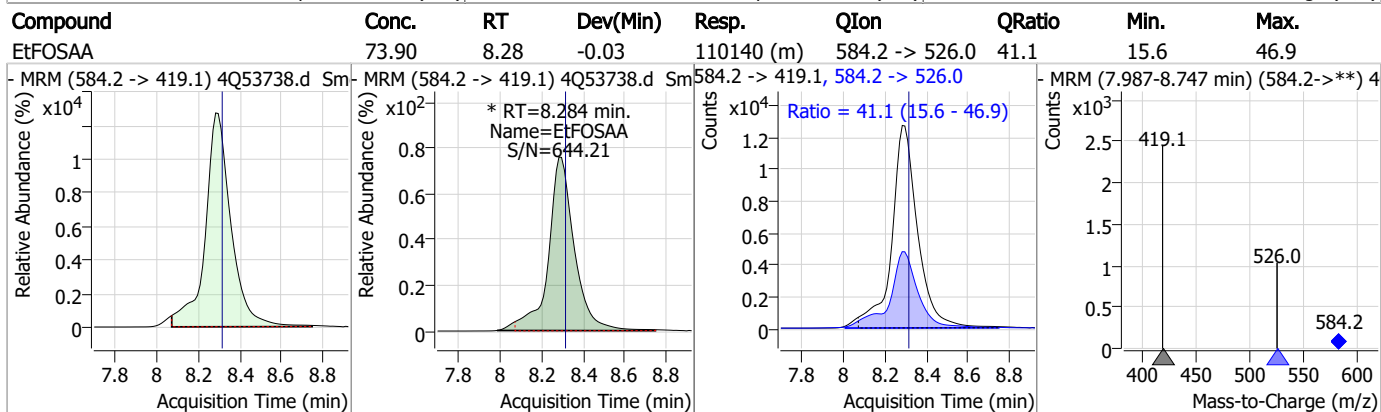 Compound Conc. RT Dev(Min) Resp. QIon QRatio Min. Max.
EtFOSAA 73.90 8.28 -0.03 110140 (m) 584.2 -> 526.0 41.1 15.6 46.9
- MRM (584.2 -> 419.1) 4Q53738.d Sm
Relative Abundance (%)
x10⁴
1
0.8
0.6
0.4
0.2
0
7.8 8 8.2 8.4 8.6 8.8
Acquisition Time (min)
- MRM (584.2 -> 419.1) 4Q53738.d Sm
Relative Abundance (%)
x10²
* RT=8.284 min.
Name=EtFOSAA
S/N=644.21
0.8
0.6
0.4
0.2
0
7.8 8 8.2 8.4 8.6 8.8
Acquisition Time (min)
584.2 -> 419.1, 584.2 -> 526.0
Counts
x10⁴
Ratio = 41.1 (15.6 - 46.9)
1.2
1
0.8
0.6
0.4
0.2
0
7.8 8 8.2 8.4 8.6 8.8
Acquisition Time (min)
- MRM (7.987-8.747 min) (584.2->**) 4
Counts
x10³
3
2.5
2
1.5
1
0.5
0
419.1
526.0
584.2
400 450 500 550 600
Mass-to-Charge (m/z)